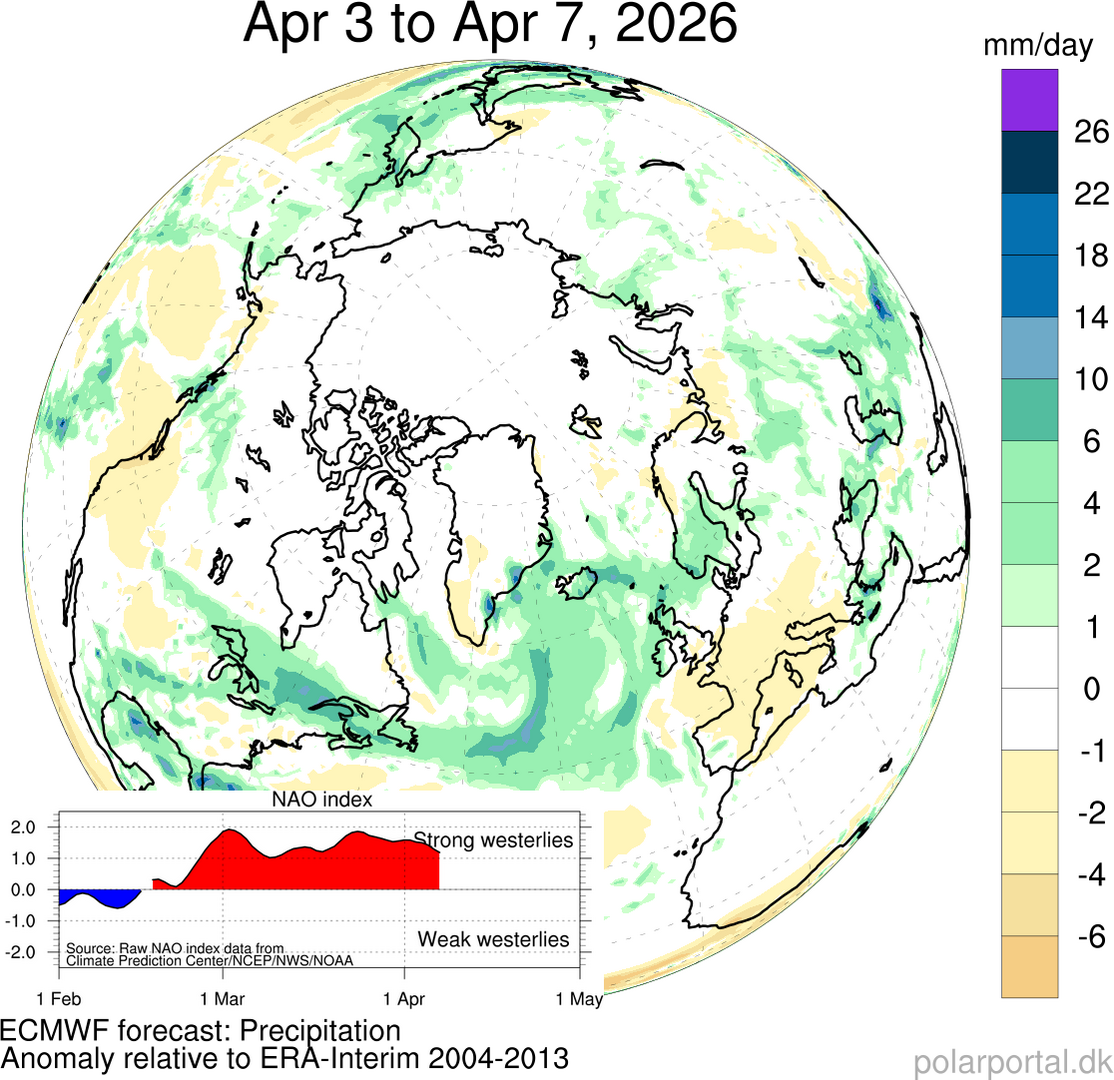 Apr 3 to Apr 7, 2026
mm/day
26
22
18
14
10
6
4
2
1
0
-1
-2
-4
-6
NAO index
2.0
1.0
0.0
-1.0
-2.0
Strong westerlies
Weak westerlies
Source: Raw NAO index data from
Climate Prediction Center/NCEP/NWS/NOAA
1 Feb 1 Mar 1 Apr 1 May
ECMWF forecast: Precipitation
Anomaly relative to ERA-Interim 2004-2013
polarportal.dk